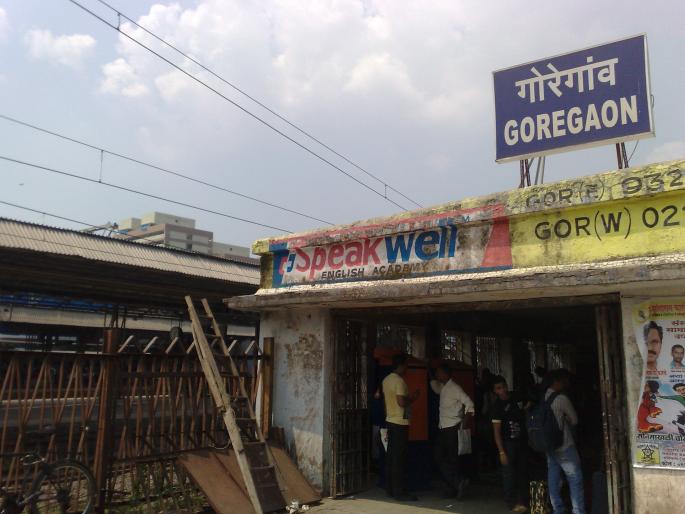 गोरेगांव
GOREGAON
GOR(E) 932
GOR(W) 02
Speakwell
ENGLISH ACADEMY